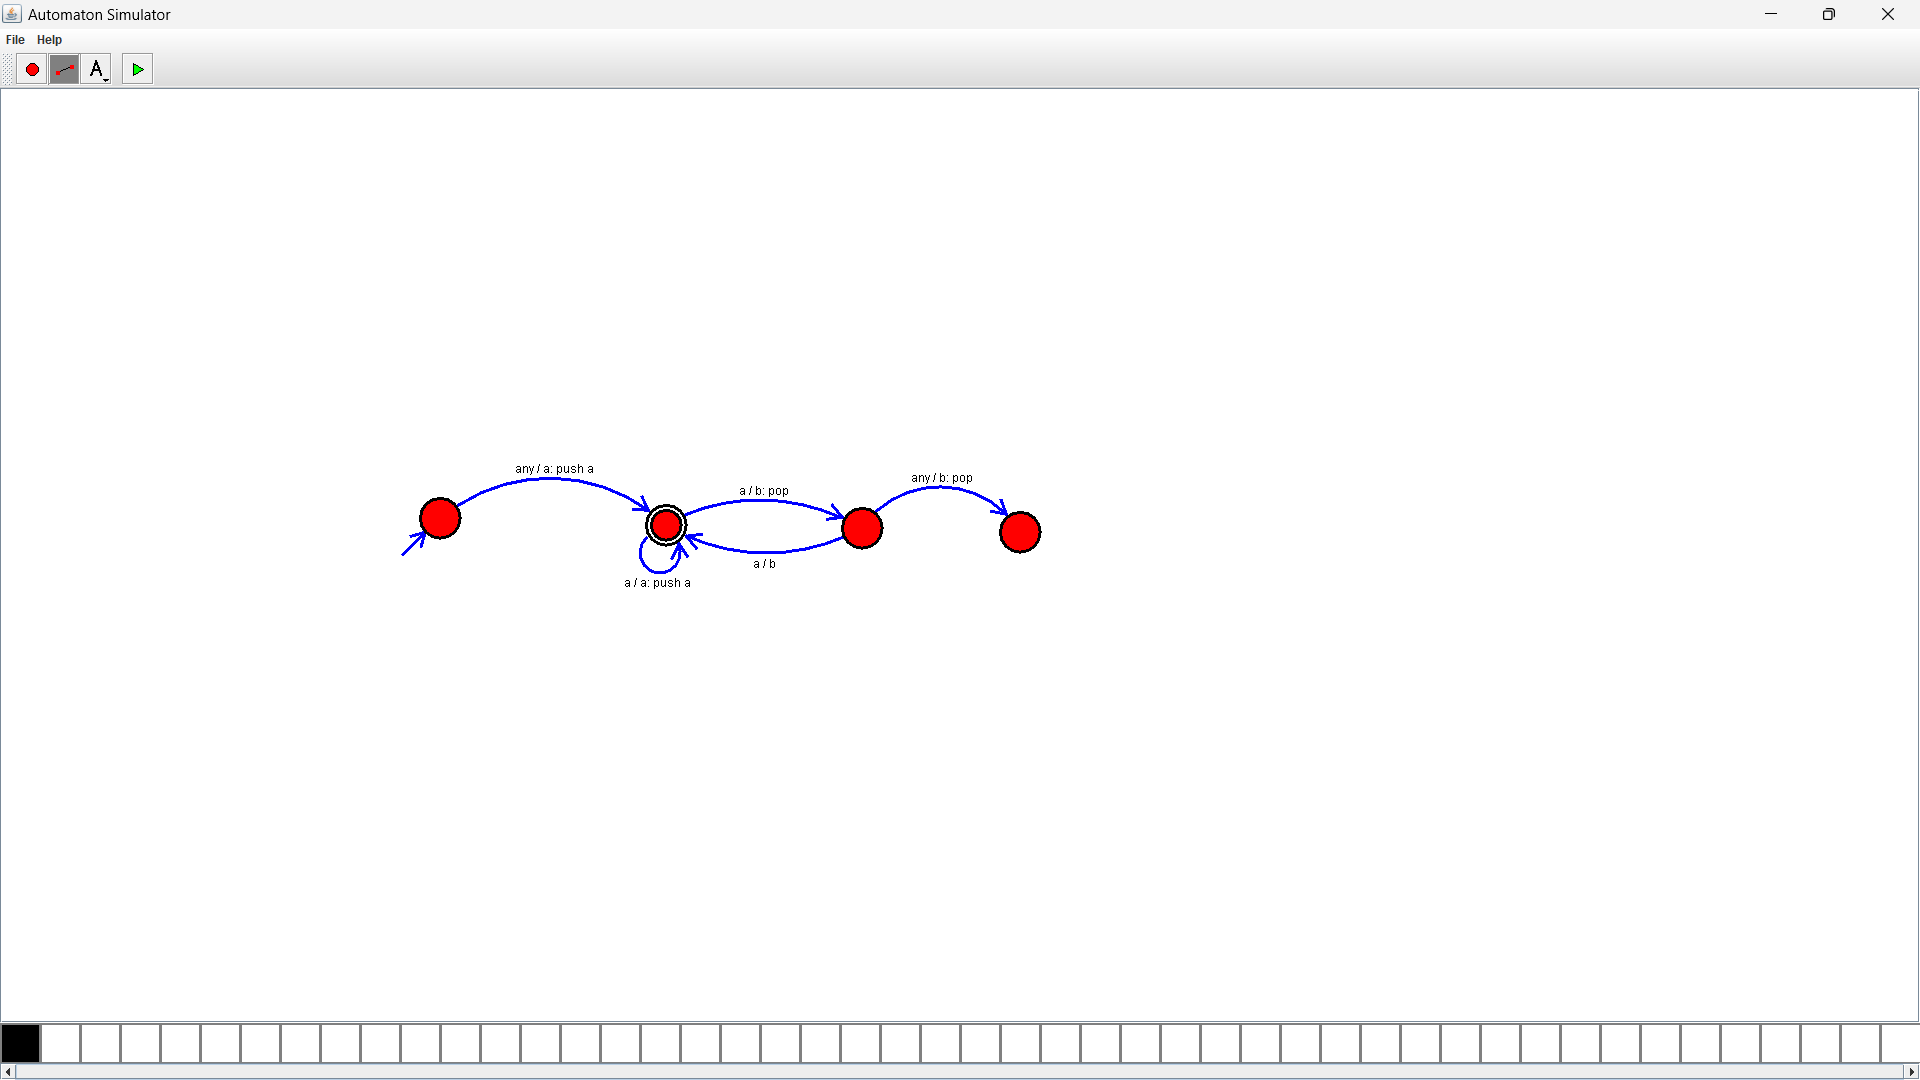 Automaton Simulator
File Help
A
any / a: push a
any / b: pop
a / b: pop
a / b
a / a: push a